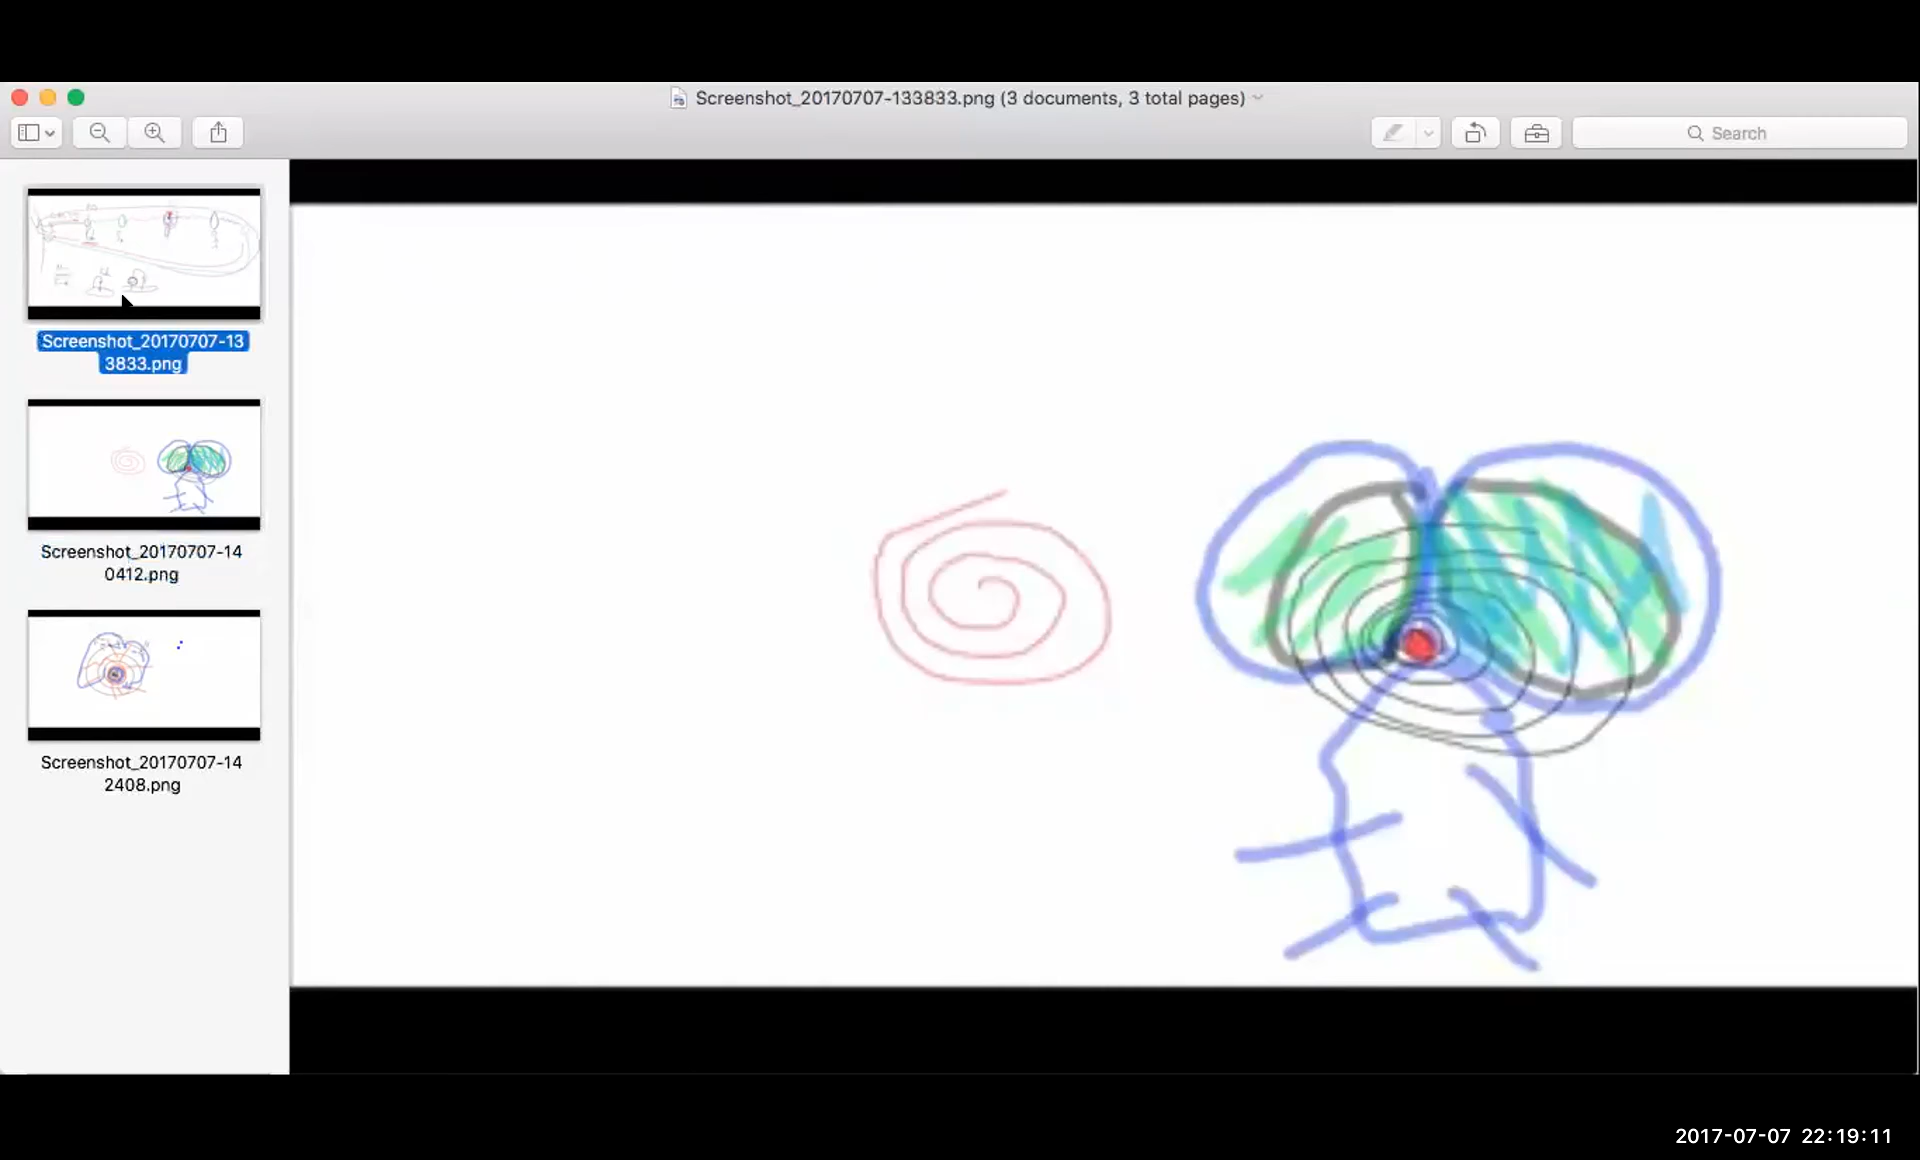 Screenshot_20170707-133833.png (3 documents, 3 total pages)
Search
Screenshot_20170707-13
3833.png
Screenshot_20170707-14
0412.png
Screenshot_20170707-14
2408.png
2017-07-07 22:19:11